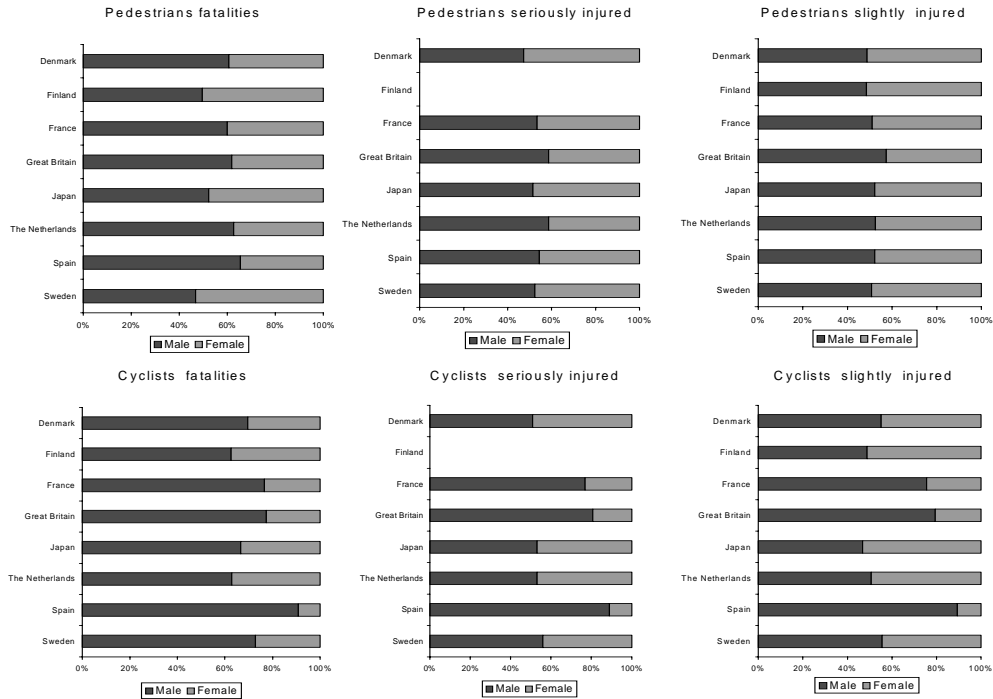 Pedestrians fatalities
Denmark
Finland
France
Great Britain
Japan
The Netherlands
Spain
Sweden
0% 20% 40% 60% 80% 100%
Male Female
Pedestrians seriously injured
Denmark
Finland
France
Great Britain
Japan
The Netherlands
Spain
Sweden
0% 20% 40% 60% 80% 100%
Male Female
Pedestrians slightly injured
Denmark
Finland
France
Great Britain
Japan
The Netherlands
Spain
Sweden
0% 20% 40% 60% 80% 100%
Male Female
Cyclists fatalities
Denmark
Finland
France
Great Britain
Japan
The Netherlands
Spain
Sweden
0% 20% 40% 60% 80% 100%
Male Female
Cyclists seriously injured
Denmark
Finland
France
Great Britain
Japan
The Netherlands
Spain
Sweden
0% 20% 40% 60% 80% 100%
Male Female
Cyclists slightly injured
Denmark
Finland
France
Great Britain
Japan
The Netherlands
Spain
Sweden
0% 20% 40% 60% 80% 100%
Male Female